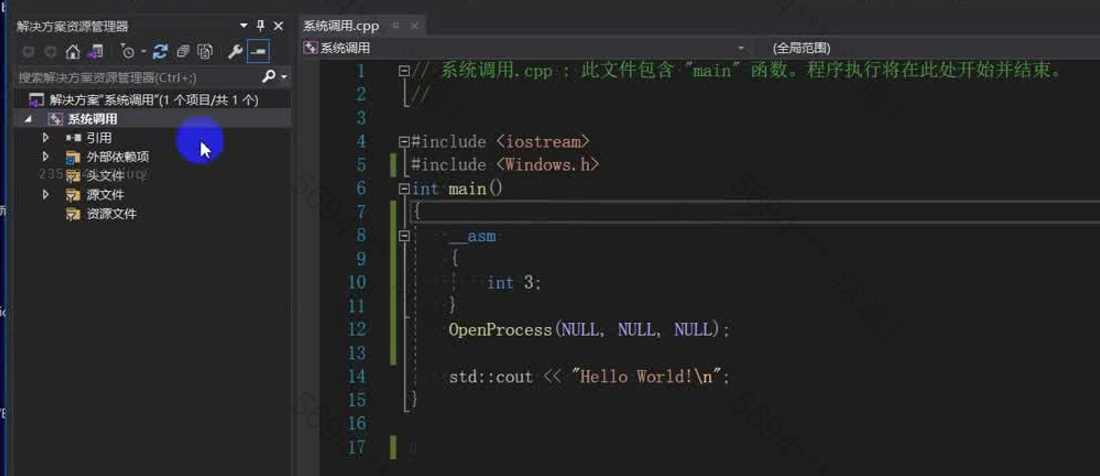 解决方案资源管理器
搜索解决方案资源管理器(Ctrl+;)
解决方案"系统调用"(1 个项目/共 1 个)
系统调用
引用
外部依赖项
头文件
源文件
资源文件
系统调用.cpp
系统调用
(全局范围)
1 // 系统调用.cpp : 此文件包含 "main" 函数。程序执行将在此处开始并结束。
2 //
3
4 #include <iostream>
5 #include <Windows.h>
6 int main()
7 {
8 __asm
9 {
10 int 3;
11 }
12 OpenProcess(NULL, NULL, NULL);
13
14 std::cout << "Hello World!\n";
15 }
16
17